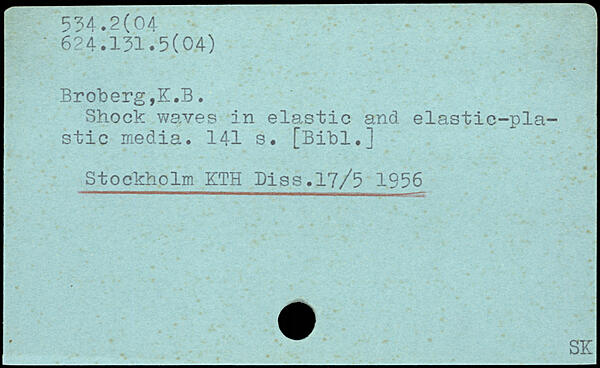 534.2(04
624.131.5(04)
Broberg,K.B.
Shock waves in elastic and elastic-pla-
stic media. 141 s. [Bibl.]
Stockholm KTH Diss.17/5 1956
SK